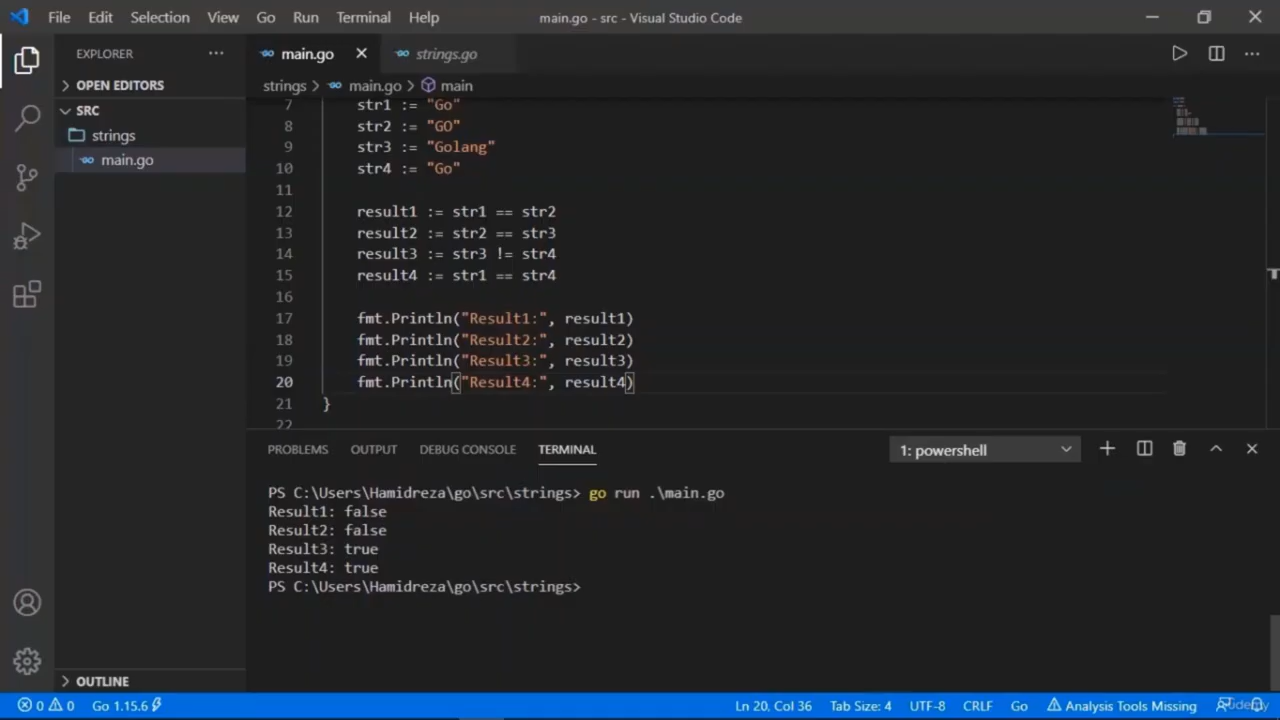 File Edit Selection View Go Run Terminal Help main.go - src - Visual Studio Code
EXPLORER
main.go strings.go
OPEN EDITORS
strings > main.go > main
SRC
strings
main.go
7 str1 := "Go"
8 str2 := "GO"
9 str3 := "Golang"
10 str4 := "Go"
11
12 result1 := str1 == str2
13 result2 := str2 == str3
14 result3 := str3 != str4
15 result4 := str1 == str4
16
17 fmt.Println("Result1:", result1)
18 fmt.Println("Result2:", result2)
19 fmt.Println("Result3:", result3)
20 fmt.Println("Result4:", result4)
21 }
22
PROBLEMS OUTPUT DEBUG CONSOLE TERMINAL 1: powershell
PS C:\Users\Hamidreza\go\src\strings> go run .\main.go
Result1: false
Result2: false
Result3: true
Result4: true
PS C:\Users\Hamidreza\go\src\strings>
OUTLINE
0 0 Go 1.15.6 Ln 20, Col 36 Tab Size: 4 UTF-8 CRLF Go Analysis Tools Missing